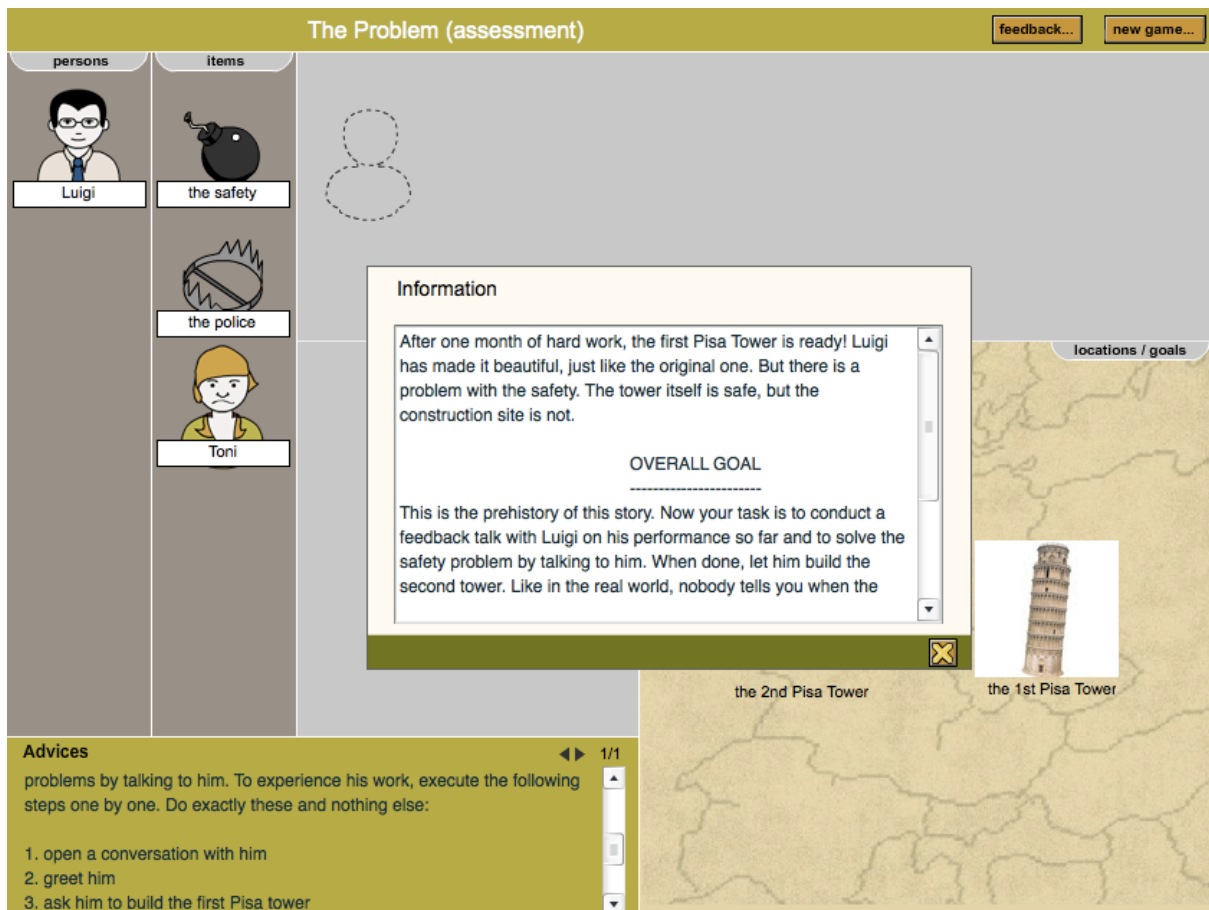 The Problem (assessment)
feedback...
new game...
persons
items
Luigi
the safety
the police
Toni
Information
After one month of hard work, the first Pisa Tower is ready! Luigi
has made it beautiful, just like the original one. But there is a
problem with the safety. The tower itself is safe, but the
construction site is not.
OVERALL GOAL
-----------------------
This is the prehistory of this story. Now your task is to conduct a
feedback talk with Luigi on his performance so far and to solve the
safety problem by talking to him. When done, let him build the
second tower. Like in the real world, nobody tells you when the
locations / goals
the 2nd Pisa Tower
the 1st Pisa Tower
Advices
1/1
problems by talking to him. To experience his work, execute the following
steps one by one. Do exactly these and nothing else:
1. open a conversation with him
2. greet him
3. ask him to build the first Pisa tower